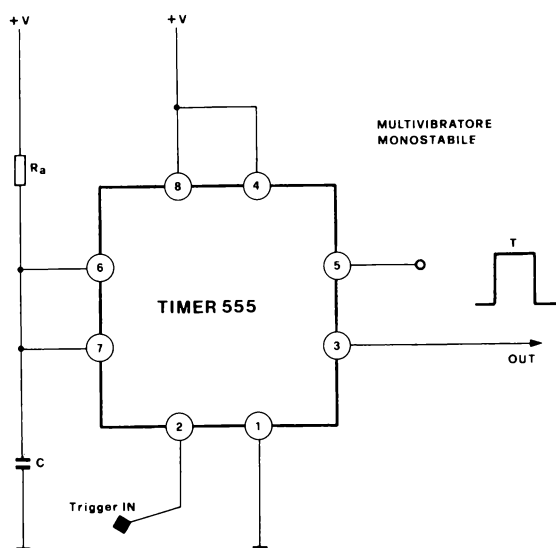 +V
+V
MULTIVIBRATORE
MONOSTABILE
Ra
8
4
T
6
5
TIMER 555
7
3
OUT
2
1
C
Trigger IN